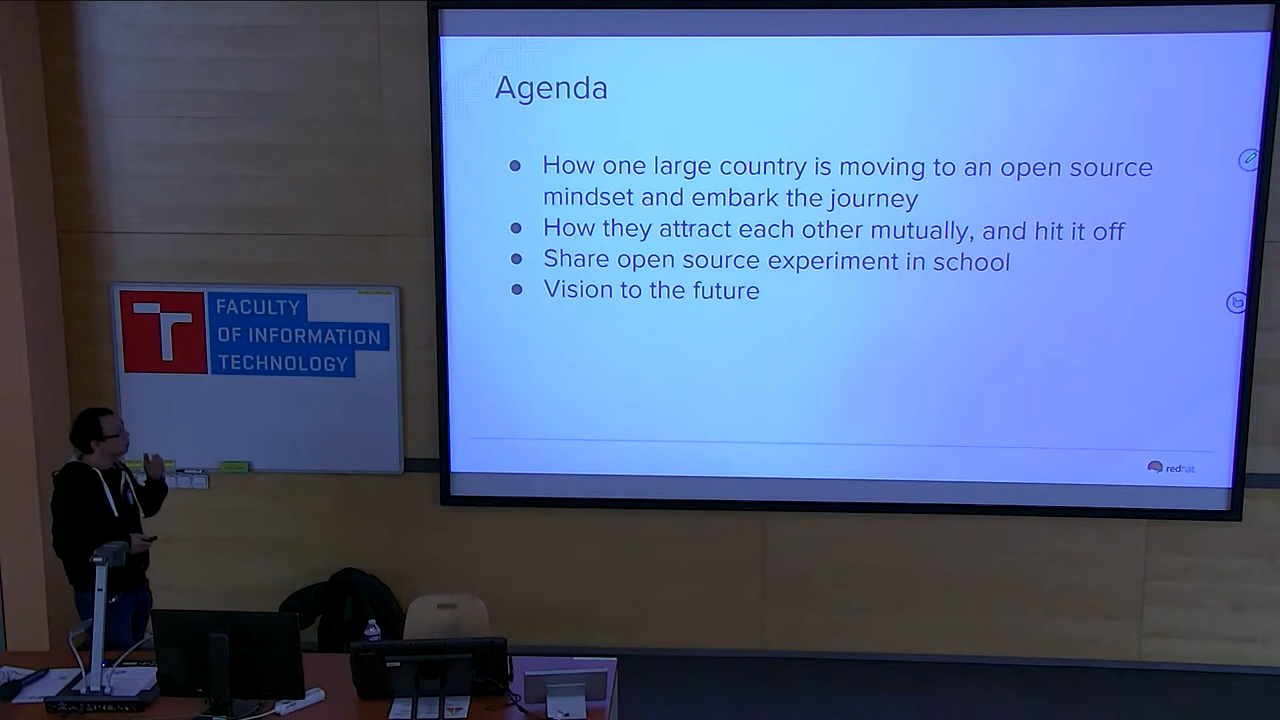 Agenda
How one large country is moving to an open source
mindset and embark the journey
How they attract each other mutually, and hit it off
Share open source experiment in school
Vision to the future
redhat
FACULTY
OF INFORMATION
TECHNOLOGY